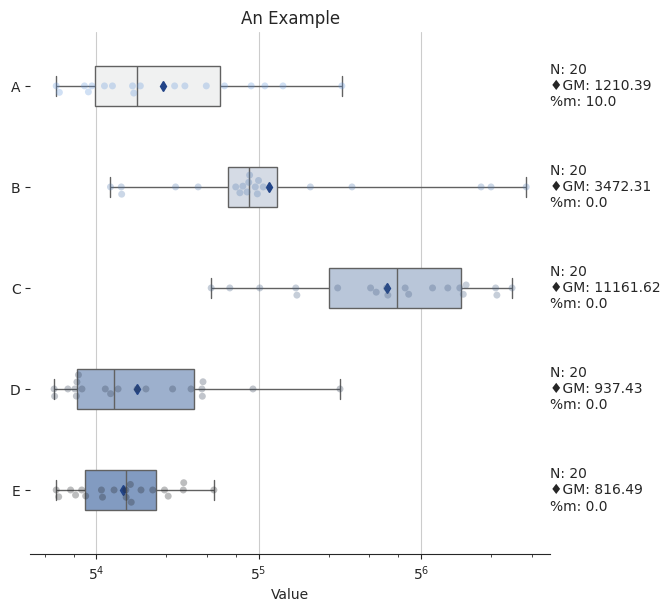 An Example
A
N: 20
♦GM: 1210.39
%m: 10.0
B
N: 20
♦GM: 3472.31
%m: 0.0
C
N: 20
♦GM: 11161.62
%m: 0.0
D
N: 20
♦GM: 937.43
%m: 0.0
E
N: 20
♦GM: 816.49
%m: 0.0
5⁴ 5⁵ 5⁶
Value